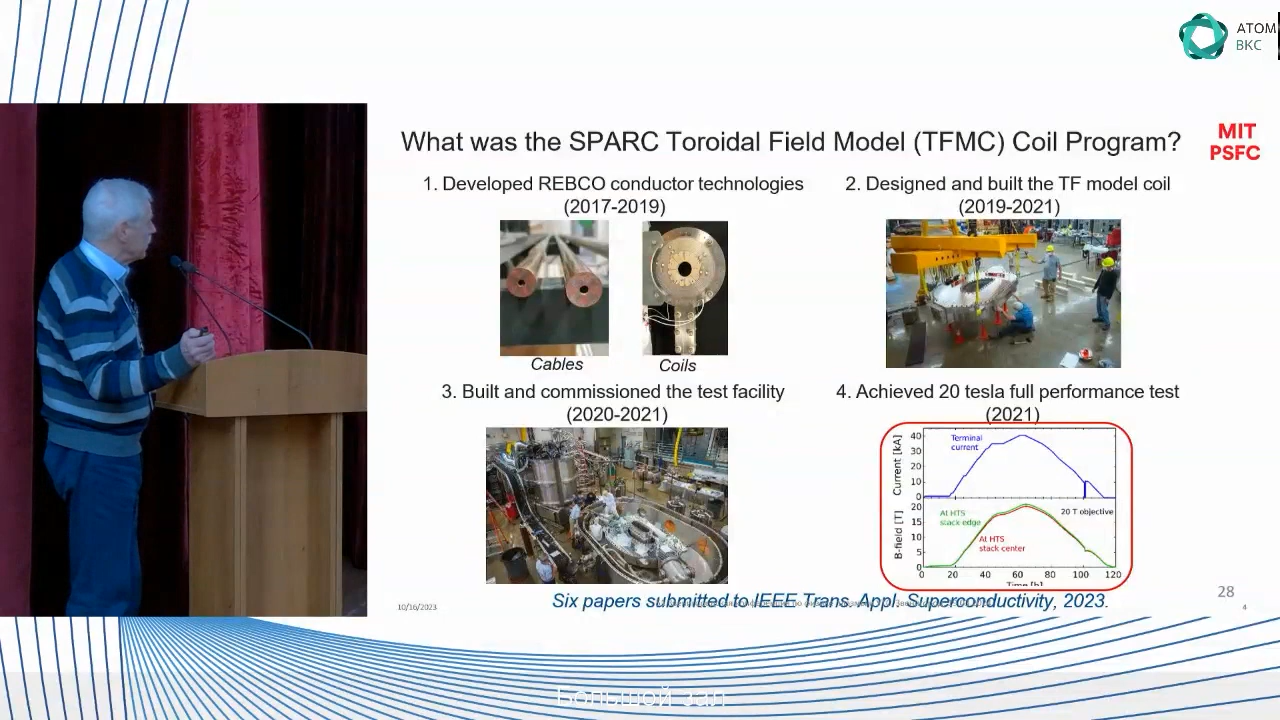 АТОМ
ВКС
What was the SPARC Toroidal Field Model (TFMC) Coil Program?
MIT
PSFC
1. Developed REBCO conductor technologies
(2017-2019)
Cables
Coils
2. Designed and built the TF model coil
(2019-2021)
3. Built and commissioned the test facility
(2020-2021)
4. Achieved 20 tesla full performance test
(2021)
Current [kA]
40
30
20
10
0
Terminal
current
B-field [T]
20
15
10
5
0
At HTS
stack edge
20 T objective
At HTS
stack center
0 20 40 60 80 100 120
Time [h]
10/16/2023
Six papers submitted to IEEE Trans. Appl. Superconductivity, 2023.
28
4
Большой зал